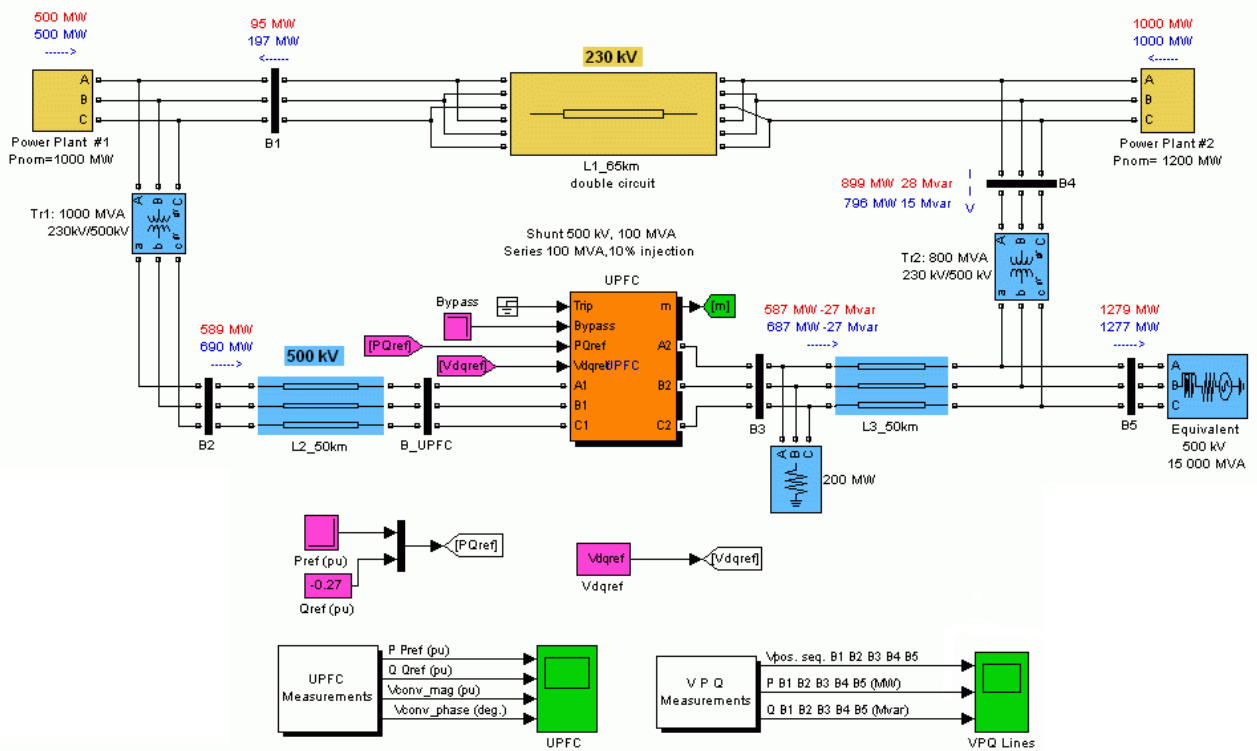 500 MW
500 MW
------>
95 MW
197 MW
<------
230 kV
1000 MW
1000 MW
<------
A
B
C
Power Plant #1
Pnom=1000 MW
B1
L1_65km
double circuit
A
B
C
Power Plant #2
Pnom= 1200 MW
899 MW 28 Mvar
796 MW 15 Mvar
V
B4
Tr1: 1000 MVA
230kV/500kV
A B C
a b c
Shunt 500 kV, 100 MVA
Series 100 MVA,10% injection
UPFC
Tr2: 800 MVA
230 kV/500 kV
A B C
a b c
Bypass
Trip
Bypass
PQref
Vdqref
UPFC
A1
B1
C1
m
A2
B2
C2
[m]
[PQref]
[Vdqref]
589 MW
690 MW
------>
500 kV
587 MW -27 Mvar
687 MW -27 Mvar
------>
1279 MW
1277 MW
------>
B2
L2_50km
B_UPFC
B3
L3_50km
B5
A
B
C
Equivalent
500 kV
15 000 MVA
A B C
200 MW
Pref (pu)
-0.27
Qref (pu)
[PQref]
Vdqref
Vdqref
[Vdqref]
UPFC
Measurements
P Pref (pu)
Q Qref (pu)
Vconv_mag (pu)
Vconv_phase (deg.)
UPFC
V P Q
Measurements
Vpos. seq. B1 B2 B3 B4 B5
P B1 B2 B3 B4 B5 (MW)
Q B1 B2 B3 B4 B5 (Mvar)
VPQ Lines